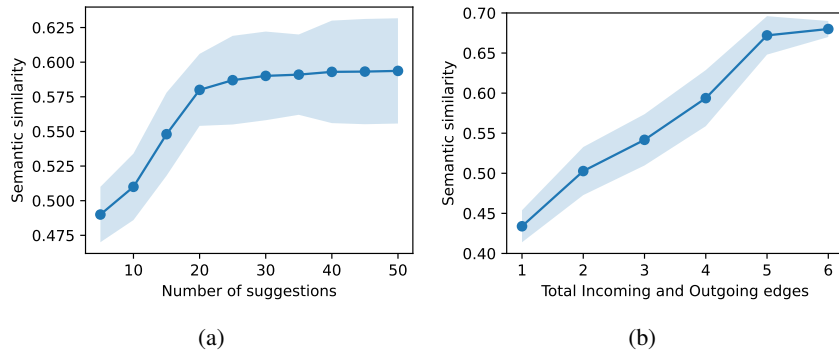 0.625
0.600
0.575
0.550
0.525
0.500
0.475
Semantic similarity
10 20 30 40 50
Number of suggestions
(a)
0.70
0.65
0.60
0.55
0.50
0.45
0.40
Semantic similarity
1 2 3 4 5 6
Total Incoming and Outgoing edges
(b)